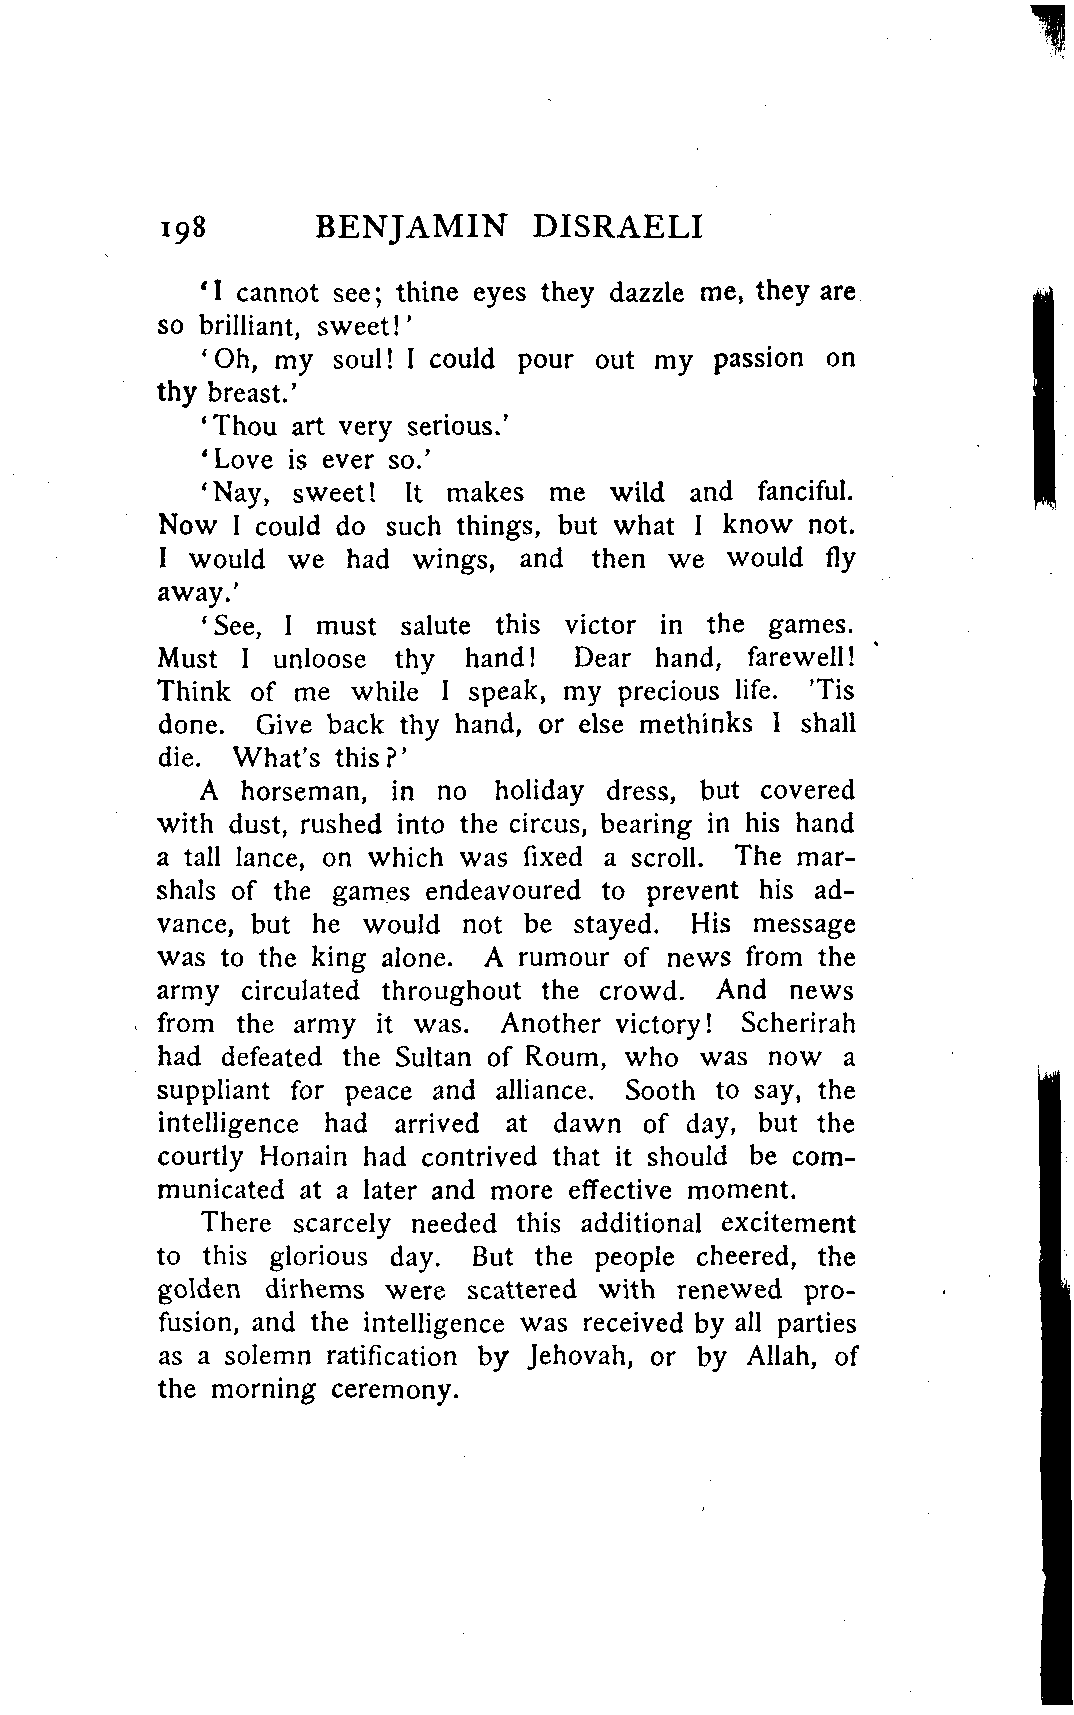 198 BENJAMIN DISRAELI
'I cannot see; thine eyes they dazzle me, they are
so brilliant, sweet!'
'Oh, my soul! I could pour out my passion on
thy breast.'
'Thou art very serious.'
'Love is ever so.'
'Nay, sweet! It makes me wild and fanciful.
Now I could do such things, but what I know not.
I would we had wings, and then we would fly
away.'
'See, I must salute this victor in the games.
Must I unloose thy hand! Dear hand, farewell!
Think of me while I speak, my precious life. 'Tis
done. Give back thy hand, or else methinks I shall
die. What's this?'
A horseman, in no holiday dress, but covered
with dust, rushed into the circus, bearing in his hand
a tall lance, on which was fixed a scroll. The mar-
shals of the games endeavoured to prevent his ad-
vance, but he would not be stayed. His message
was to the king alone. A rumour of news from the
army circulated throughout the crowd. And news
from the army it was. Another victory! Scherirah
had defeated the Sultan of Roum, who was now a
suppliant for peace and alliance. Sooth to say, the
intelligence had arrived at dawn of day, but the
courtly Honain had contrived that it should be com-
municated at a later and more effective moment.
There scarcely needed this additional excitement
to this glorious day. But the people cheered, the
golden dirhems were scattered with renewed pro-
fusion, and the intelligence was received by all parties
as a solemn ratification by Jehovah, or by Allah, of
the morning ceremony.